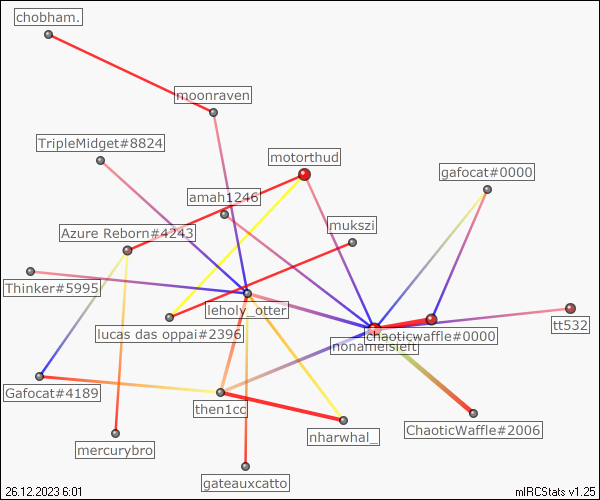 chobham.
moonraven
TripleMidget#8824
motorthud
gafocat#0000
amah1246
mukszi
Azure Reborn#4243
Thinker#5995
leholy_otter
lucas das oppai#2396
chaoticwaffle#0000
nonameisleft
tt532
Gafocat#4189
then1cc
nharwhal_
ChaoticWaffle#2006
mercurybro
gateauxcatto
26.12.2023 6:01
mIRCStats v1.25